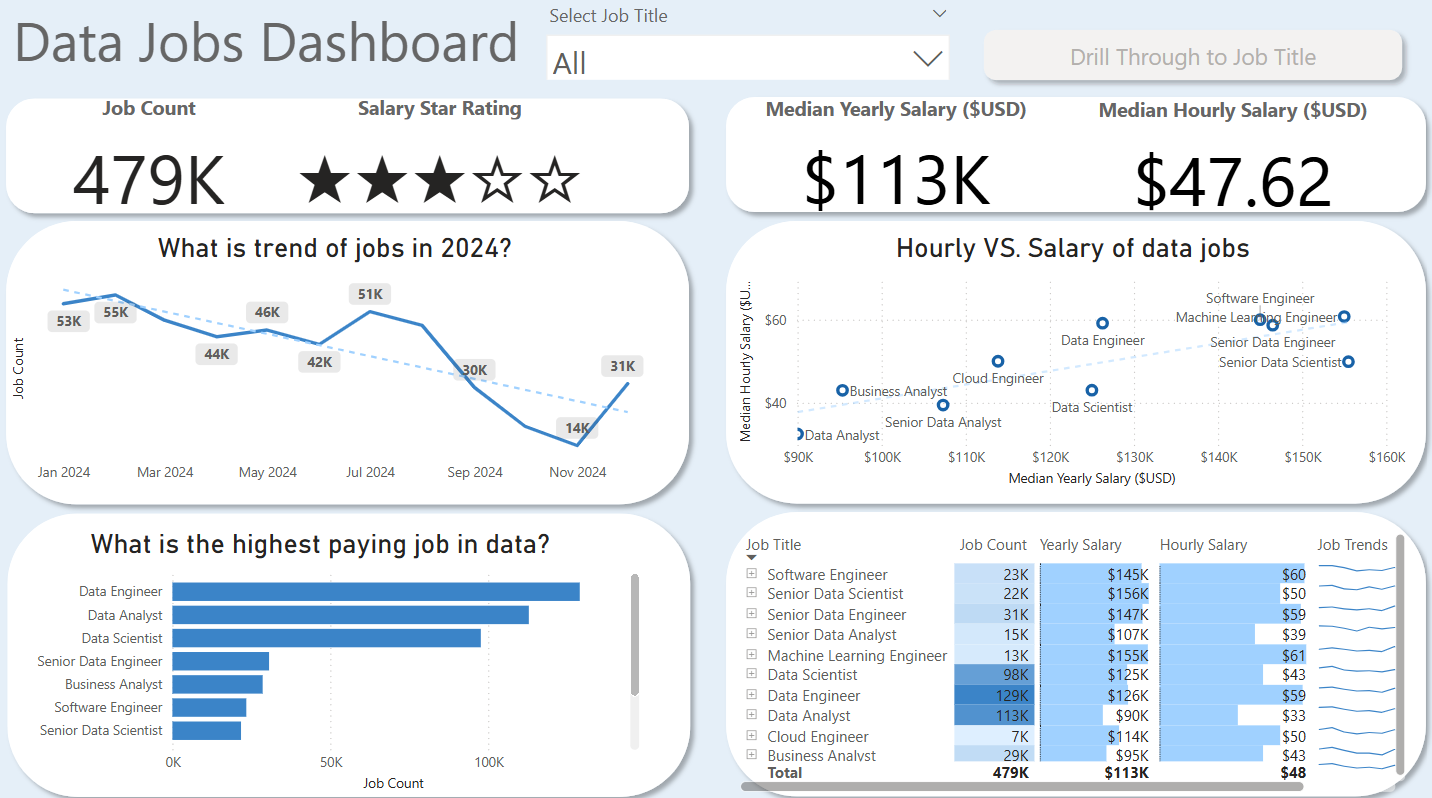 Data Jobs Dashboard
Select Job Title
All
Drill Through to Job Title
Job Count
Salary Star Rating
479K
Median Yearly Salary ($USD)
Median Hourly Salary ($USD)
$113K
$47.62
What is trend of jobs in 2024?
Job Count
53K
55K
44K
46K
42K
51K
30K
14K
31K
Jan 2024 Mar 2024 May 2024 Jul 2024 Sep 2024 Nov 2024
Hourly VS. Salary of data jobs
Median Hourly Salary ($U...
$60
$40
Software Engineer
Machine Learning Engineer
Data Engineer
Senior Data Engineer
Senior Data Scientist
Cloud Engineer
Business Analyst
Data Scientist
Senior Data Analyst
Data Analyst
$90K $100K $110K $120K $130K $140K $150K $160K
Median Yearly Salary ($USD)
What is the highest paying job in data?
Data Engineer
Data Analyst
Data Scientist
Senior Data Engineer
Business Analyst
Software Engineer
Senior Data Scientist
0K 50K 100K
Job Count
Job Title Job Count Yearly Salary Hourly Salary Job Trends
Software Engineer 23K $145K $60
Senior Data Scientist 22K $156K $50
Senior Data Engineer 31K $147K $59
Senior Data Analyst 15K $107K $39
Machine Learning Engineer 13K $155K $61
Data Scientist 98K $125K $43
Data Engineer 129K $126K $59
Data Analyst 113K $90K $33
Cloud Engineer 7K $114K $50
Business Analyst 29K $95K $43
Total 479K $113K $48